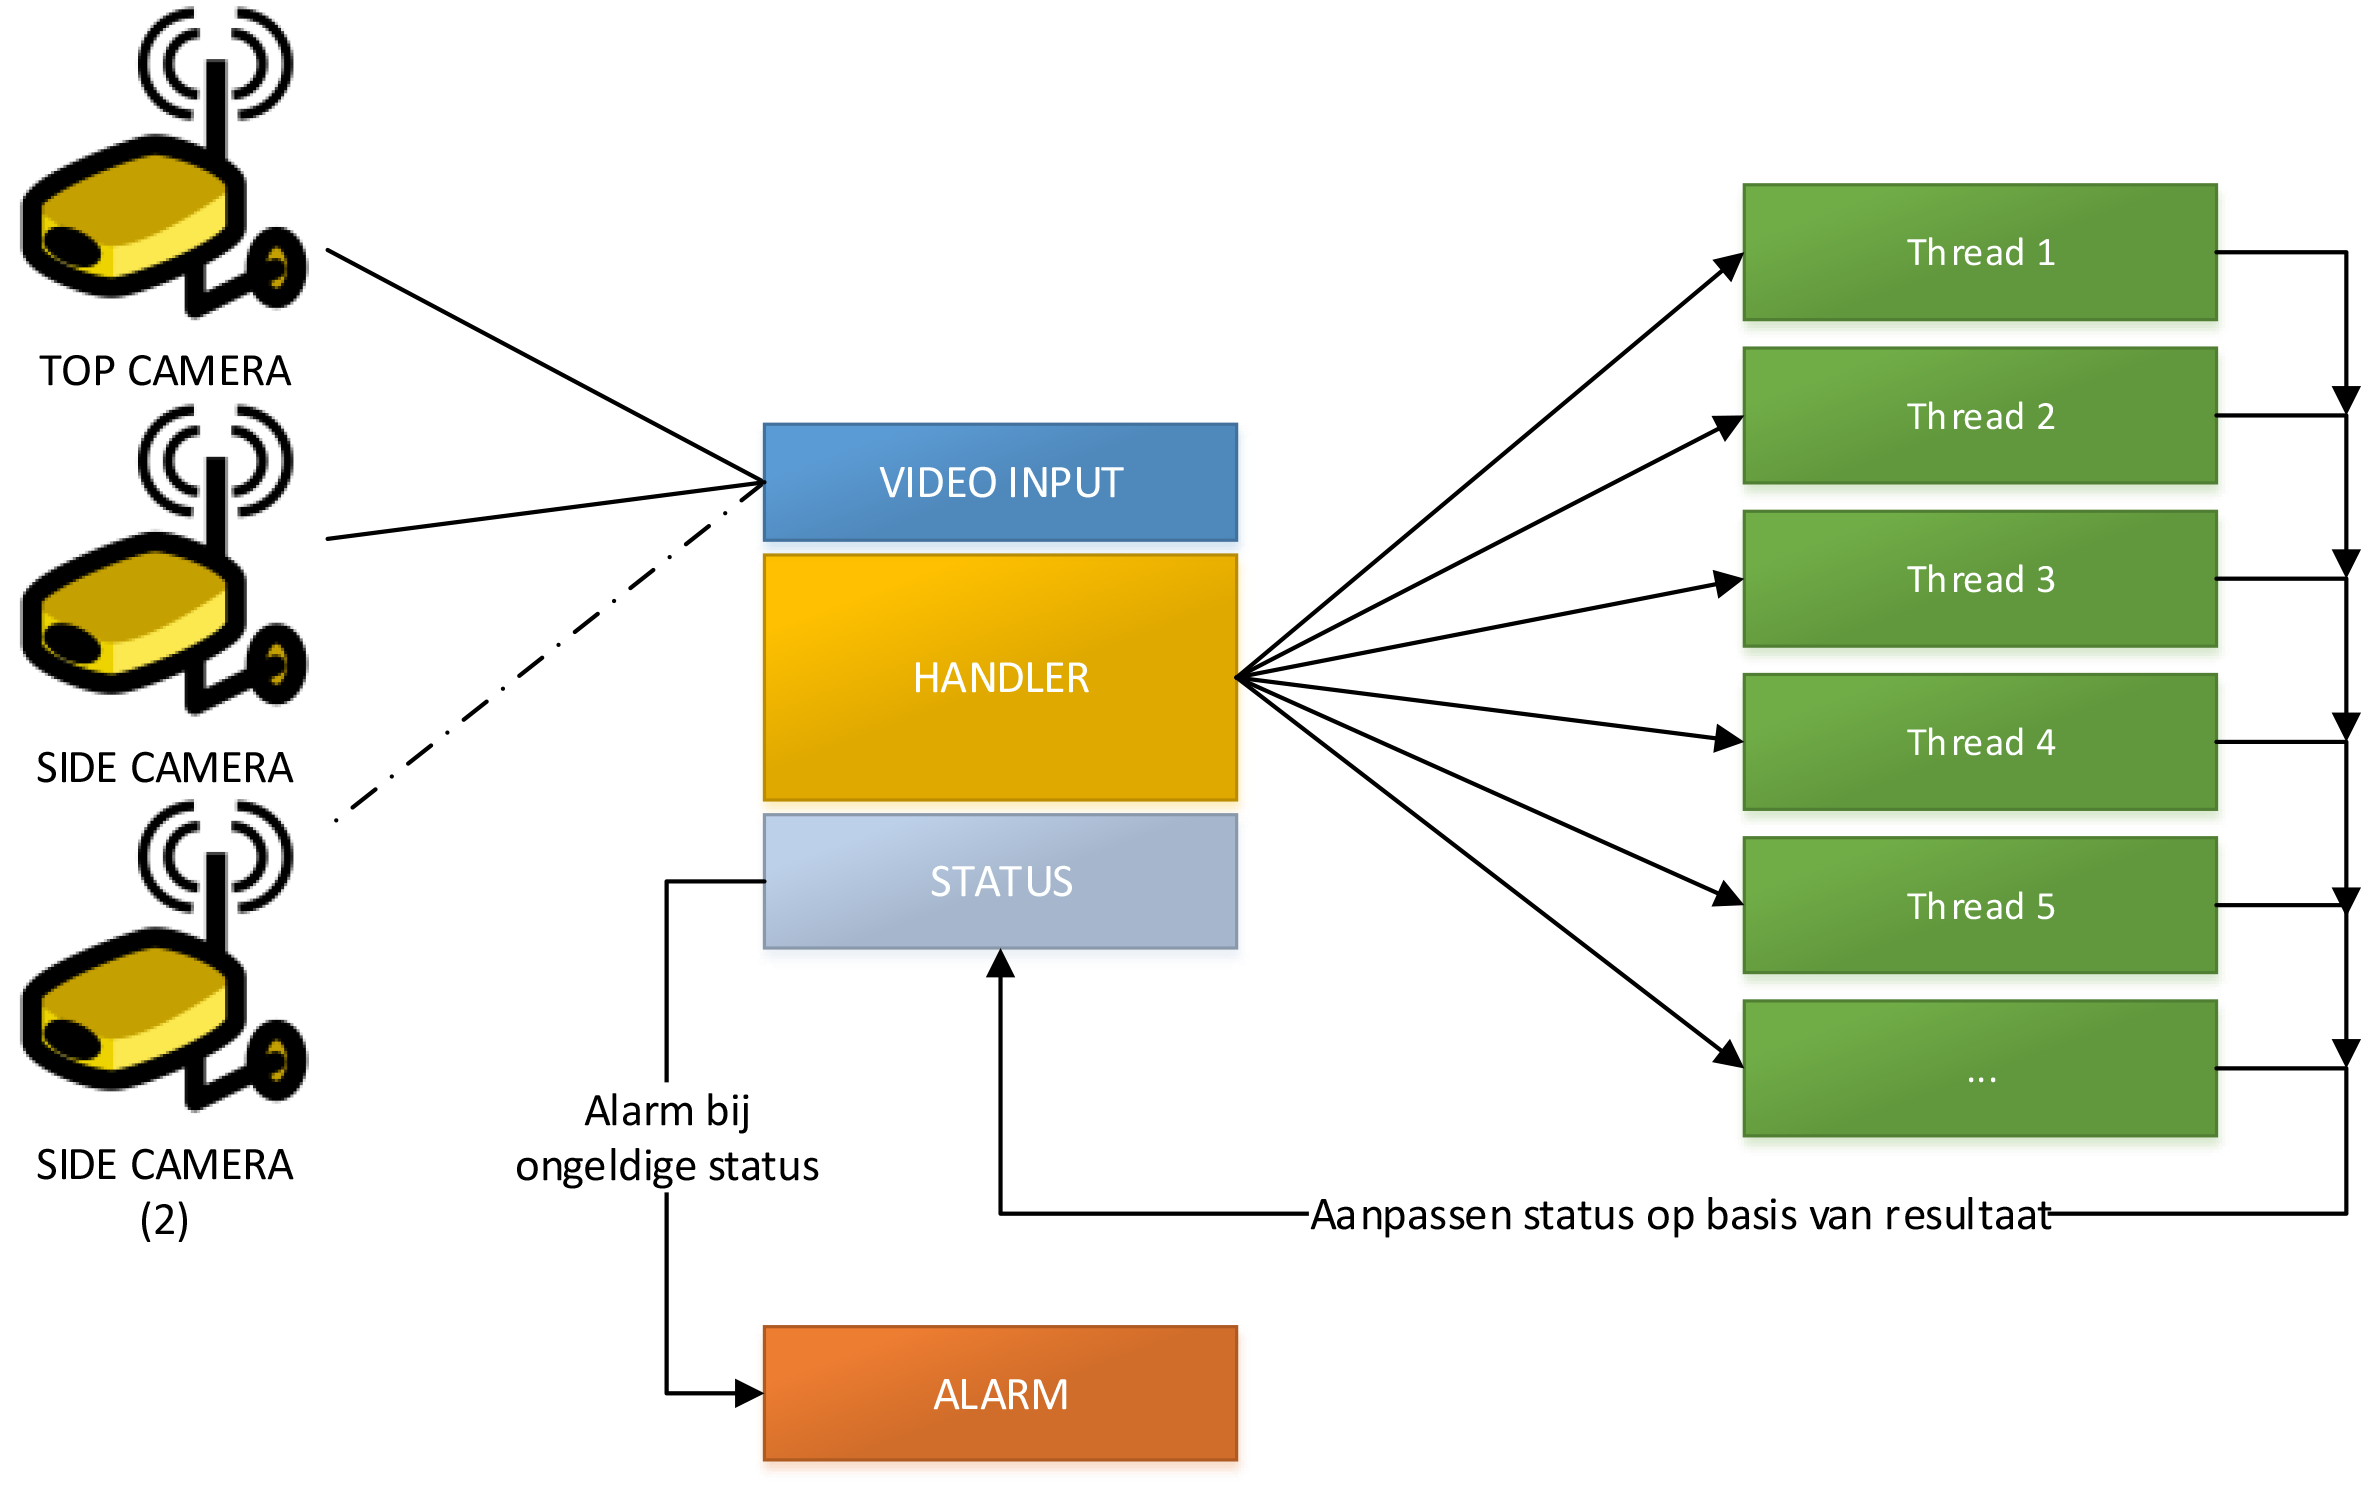 TOP CAMERA
SIDE CAMERA
SIDE CAMERA
(2)
VIDEO INPUT
HANDLER
STATUS
Alarm bij
ongeldige status
ALARM
Thread 1
Thread 2
Thread 3
Thread 4
Thread 5
...
Aanpassen status op basis van resultaat